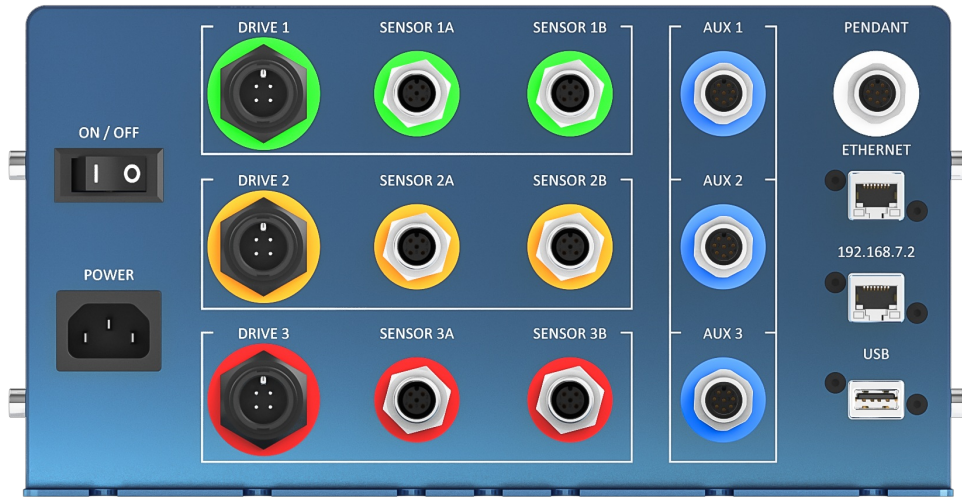 DRIVE 1 SENSOR 1A SENSOR 1B AUX 1 PENDANT
ON / OFF
I O
ETHERNET
DRIVE 2 SENSOR 2A SENSOR 2B AUX 2
192.168.7.2
POWER
DRIVE 3 SENSOR 3A SENSOR 3B AUX 3
USB